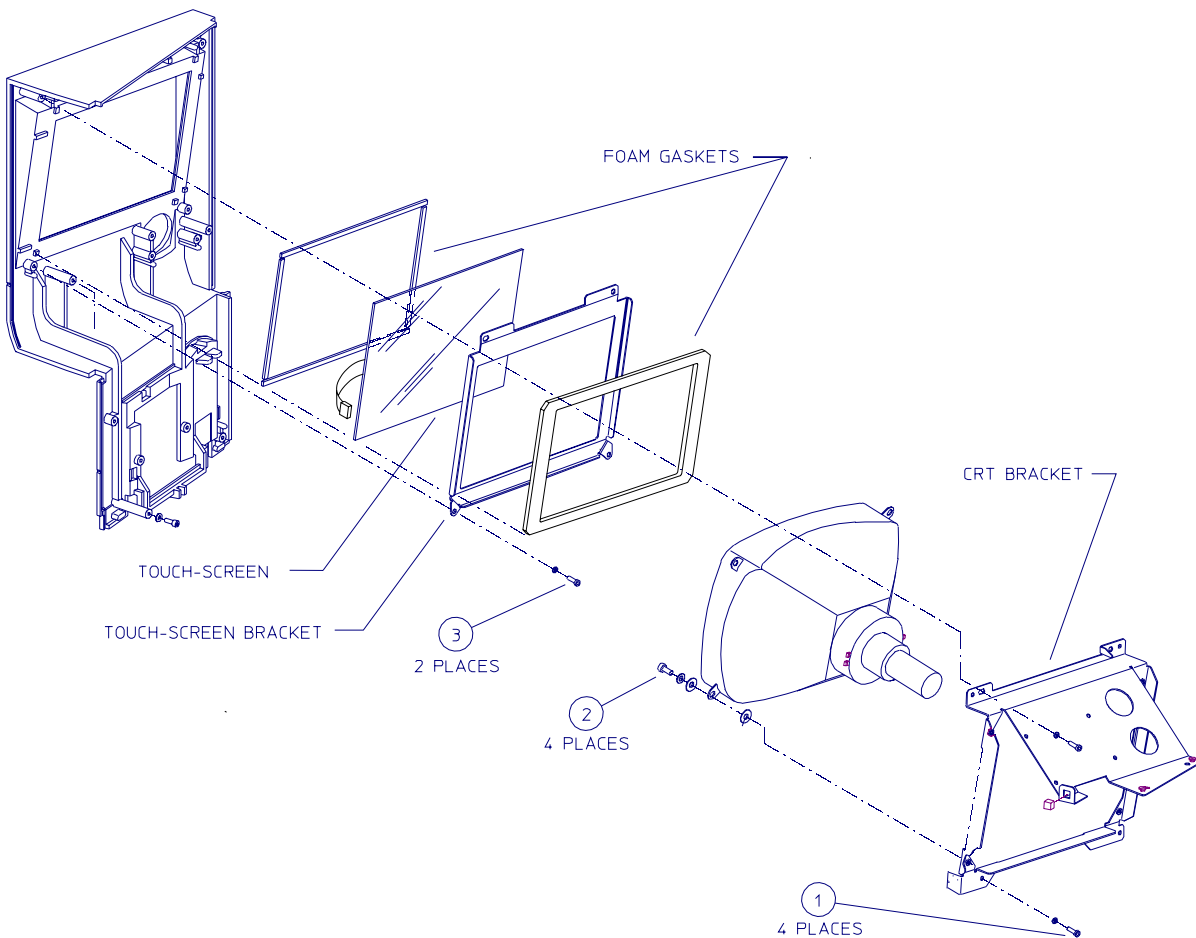 FOAM GASKETS
CRT BRACKET
TOUCH-SCREEN
TOUCH-SCREEN BRACKET
3
2 PLACES
2
4 PLACES
1
4 PLACES